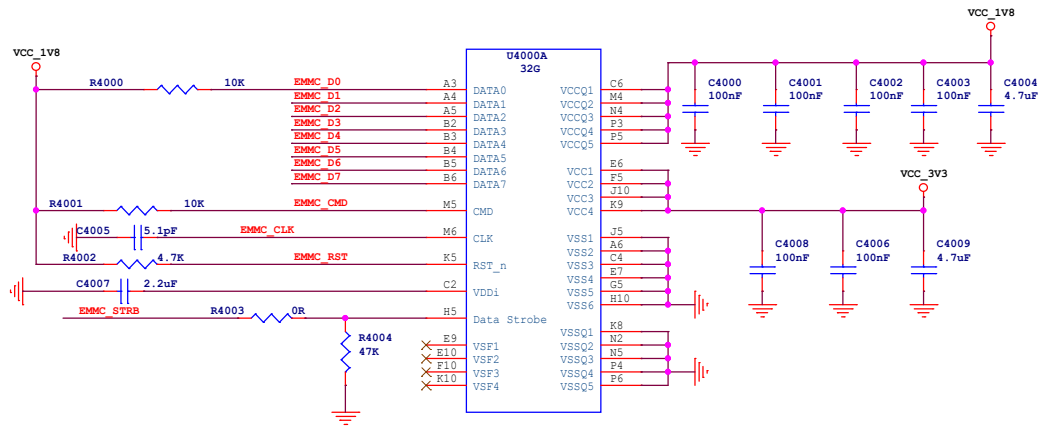 VCC_1V8
VCC_1V8
U4000A
32G
R4000 10K EMMC_D0 A3 DATA0 VCCQ1 C6
EMMC_D1 A4 DATA1 VCCQ2 M4
EMMC_D2 A5 DATA2 VCCQ3 N4
EMMC_D3 B2 DATA3 VCCQ4 P3
EMMC_D4 B3 DATA4 VCCQ5 P5
EMMC_D5 B4 DATA5
EMMC_D6 B5 DATA6 VCC1 E6
EMMC_D7 B6 DATA7 VCC2 F5
VCC3 J10
R4001 10K EMMC_CMD M5 CMD VCC4 K9
C4000 C4001 C4002 C4003 C4004
100nF 100nF 100nF 100nF 4.7uF
VCC_3V3
C4005 5.1pF EMMC_CLK M6 CLK VSS1 J5
VSS2 A6
R4002 4.7K EMMC_RST K5 RST_n VSS3 C4
VSS4 E7
C4007 2.2uF C2 VDDi VSS5 G5
VSS6 H10
C4008 C4006 C4009
100nF 100nF 4.7uF
EMMC_STRB R4003 0R H5 Data Strobe
R4004
47K
VSSQ1 K8
E9 VSF1 VSSQ2 N2
E10 VSF2 VSSQ3 N5
F10 VSF3 VSSQ4 P4
K10 VSF4 VSSQ5 P6